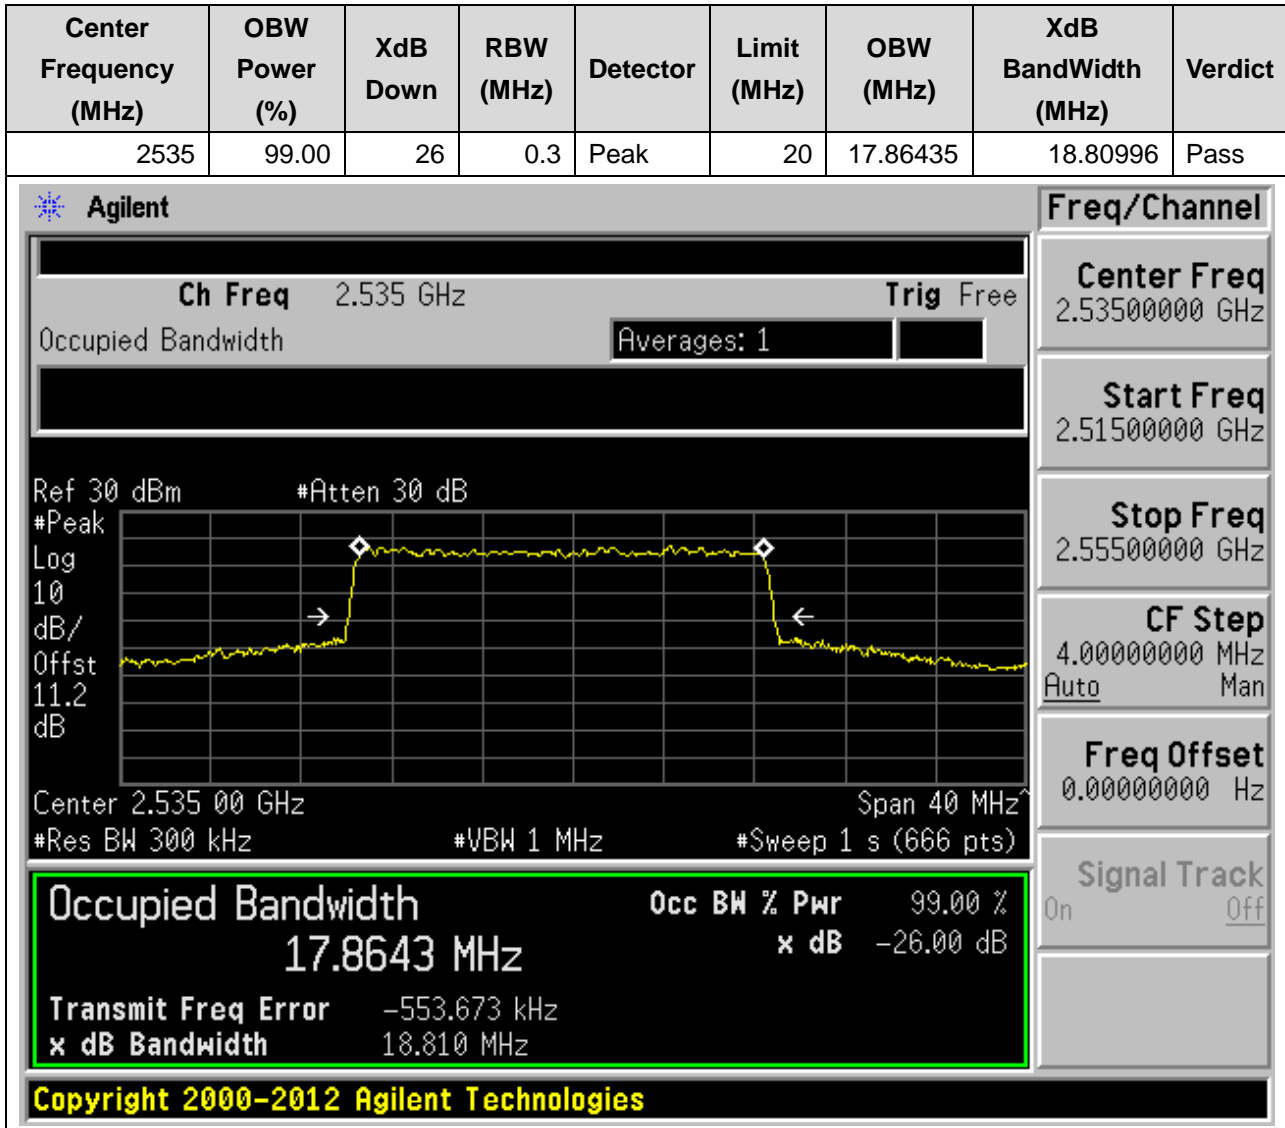 Center Frequency (MHz) OBW Power (%) XdB Down RBW (MHz) Detector Limit (MHz) OBW (MHz) XdB BandWidth (MHz) Verdict
2535 99.00 26 0.3 Peak 20 17.86435 18.80996 Pass
Agilent
Freq/Channel
Ch Freq 2.535 GHz Trig Free
Occupied Bandwidth Averages: 1
Center Freq
2.53500000 GHz
Start Freq
2.51500000 GHz
Stop Freq
2.55500000 GHz
CF Step
4.00000000 MHz
Auto Man
Freq Offset
0.00000000 Hz
Signal Track
On Off
Ref 30 dBm #Atten 30 dB
#Peak
Log
10
dB/
Offst
11.2
dB
Center 2.535 00 GHz Span 40 MHz^
#Res BW 300 kHz #VBW 1 MHz #Sweep 1 s (666 pts)
Occupied Bandwidth Occ BW % Pwr 99.00 %
17.8643 MHz x dB -26.00 dB
Transmit Freq Error -553.673 kHz
x dB Bandwidth 18.810 MHz
Copyright 2000-2012 Agilent Technologies